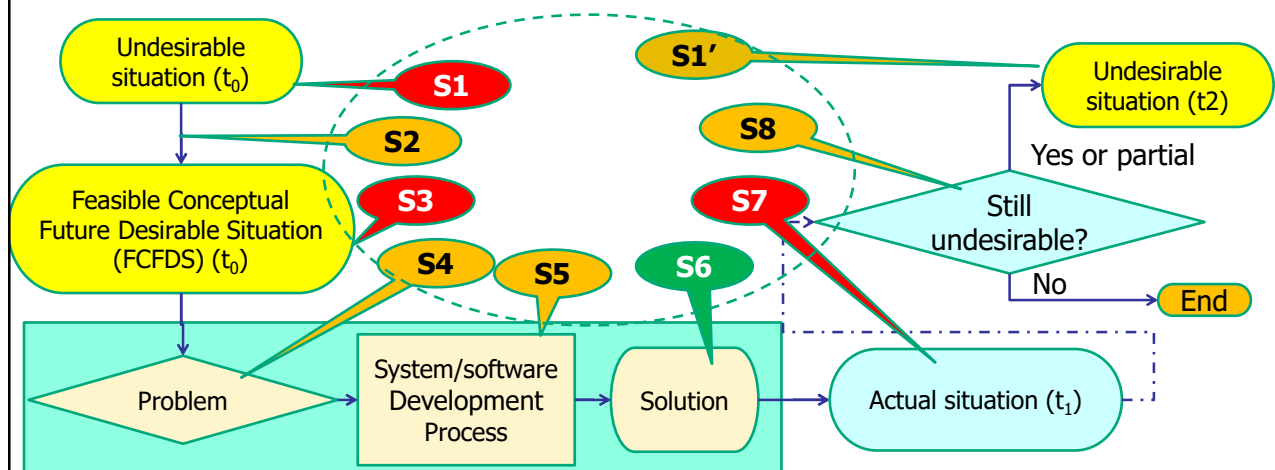 Undesirable
situation (t₀)
S1
S2
Feasible Conceptual
Future Desirable Situation
(FCFDS) (t₀)
S3
S4
S5
S6
Problem
System/software
Development
Process
Solution
S1’
Undesirable
situation (t2)
S8
Yes or partial
S7
Still
undesirable?
No
End
Actual situation (t₁)